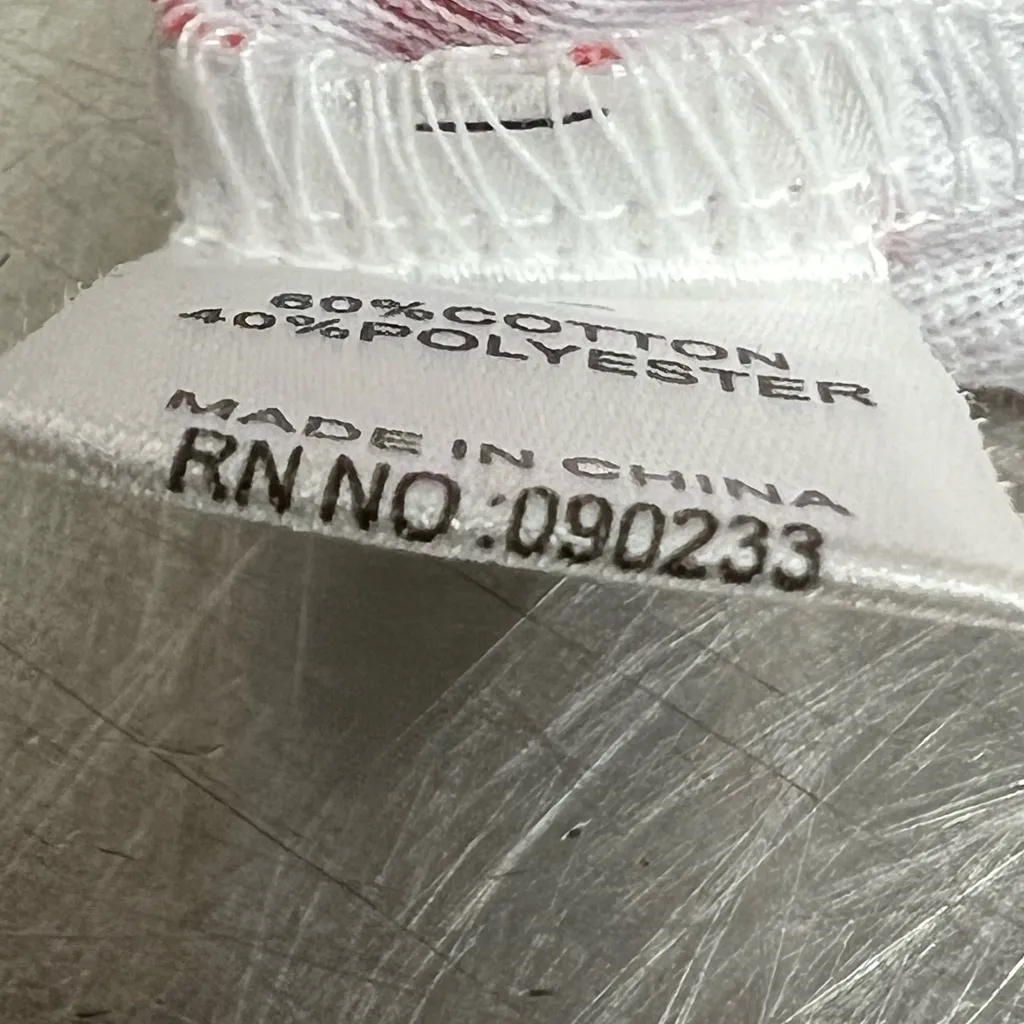 60%COTTON
40%POLYESTER
MADE IN CHINA
RN NO.:090233